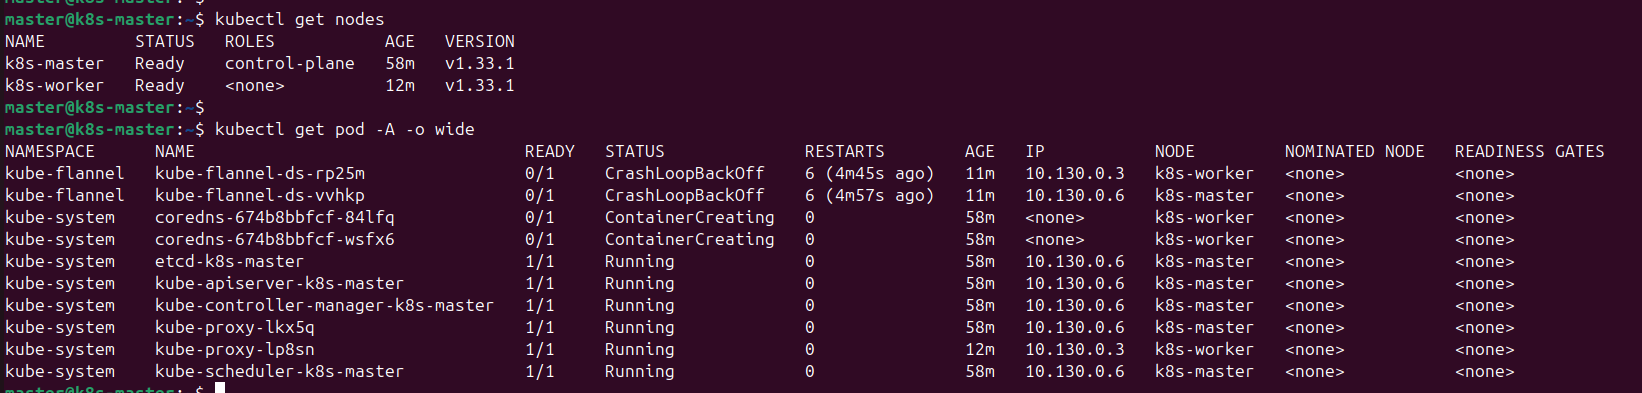 master@k8s-master:~$
master@k8s-master:~$ kubectl get nodes
NAME STATUS ROLES AGE VERSION
k8s-master Ready control-plane 58m v1.33.1
k8s-worker Ready <none> 12m v1.33.1
master@k8s-master:~$
master@k8s-master:~$ kubectl get pod -A -o wide
NAMESPACE NAME READY STATUS RESTARTS AGE IP NODE NOMINATED NODE READINESS GATES
kube-flannel kube-flannel-ds-rp25m 0/1 CrashLoopBackOff 6 (4m45s ago) 11m 10.130.0.3 k8s-worker <none> <none>
kube-flannel kube-flannel-ds-vvhkp 0/1 CrashLoopBackOff 6 (4m57s ago) 11m 10.130.0.6 k8s-master <none> <none>
kube-system coredns-674b8bbfcf-84lfq 0/1 ContainerCreating 0 58m <none> k8s-worker <none> <none>
kube-system coredns-674b8bbfcf-wsfx6 0/1 ContainerCreating 0 58m <none> k8s-worker <none> <none>
kube-system etcd-k8s-master 1/1 Running 0 58m 10.130.0.6 k8s-master <none> <none>
kube-system kube-apiserver-k8s-master 1/1 Running 0 58m 10.130.0.6 k8s-master <none> <none>
kube-system kube-controller-manager-k8s-master 1/1 Running 0 58m 10.130.0.6 k8s-master <none> <none>
kube-system kube-proxy-lkx5q 1/1 Running 0 58m 10.130.0.6 k8s-master <none> <none>
kube-system kube-proxy-lp8sn 1/1 Running 0 12m 10.130.0.3 k8s-worker <none> <none>
kube-system kube-scheduler-k8s-master 1/1 Running 0 58m 10.130.0.6 k8s-master <none> <none>
master@k8s-master:~$